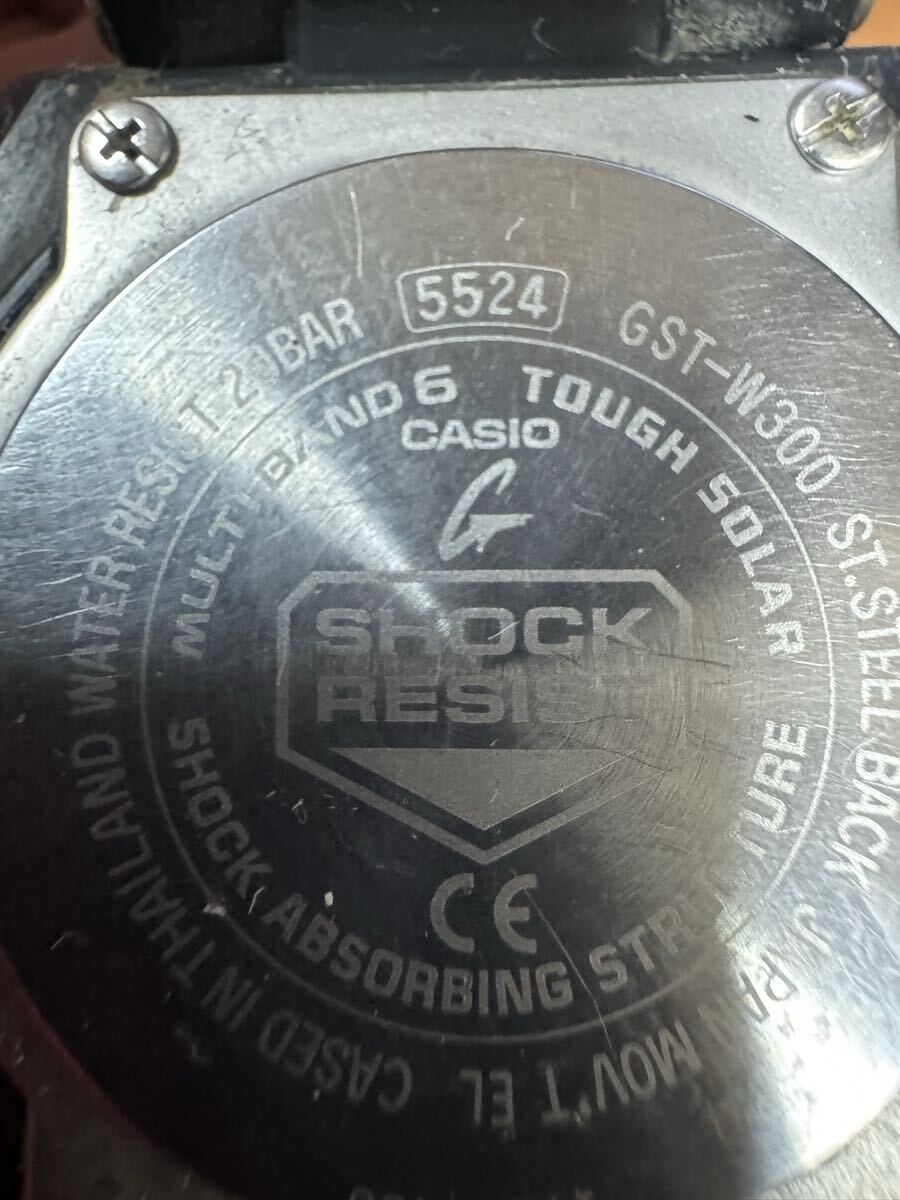 5524
GST-W300 ST.STEEL BACK
JAPAN MOV'T EL CASED IN THAILAND WATER RESIST 20BAR
MULTI BAND 6 TOUGH SOLAR
CASIO
G
SHOCK
RESIST
CE
SHOCK ABSORBING STRUCTURE